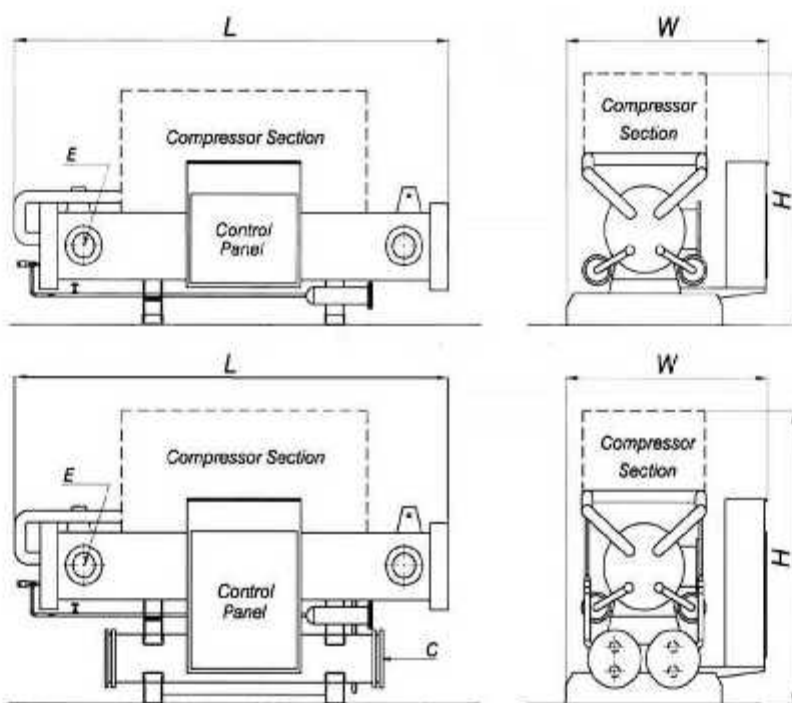 L
W
Compressor Section
Compressor
Section
E
H
Control
Panel
L
W
Compressor Section
Compressor
Section
E
H
Control
Panel
C